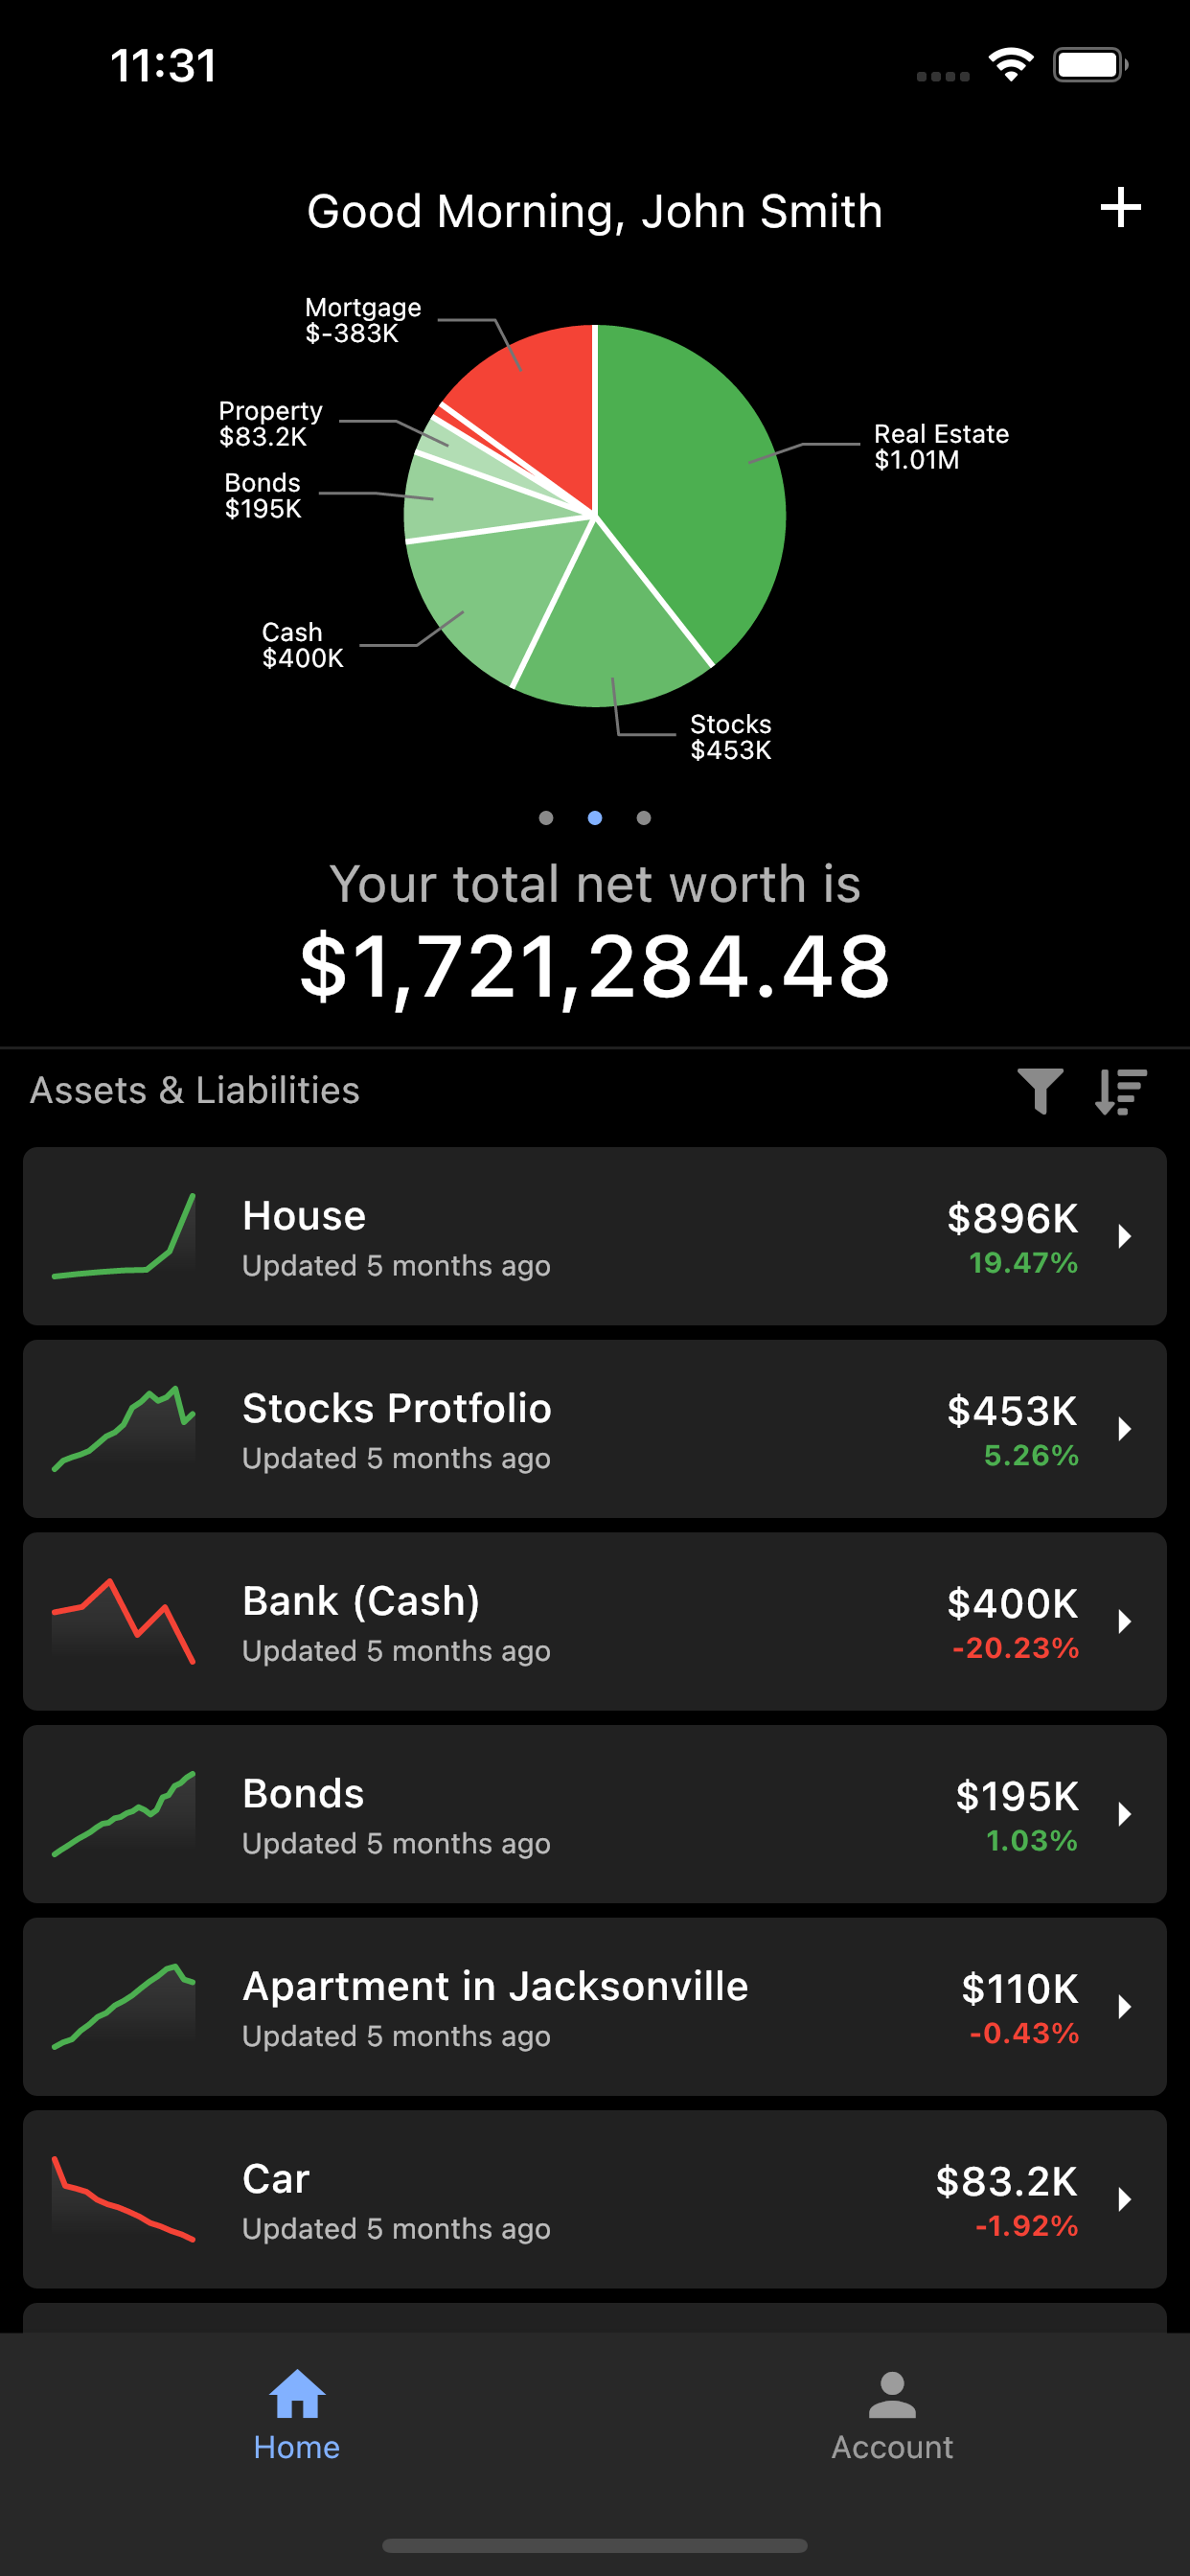 11:31
Good Morning, John Smith
Mortgage
$-383K
Property
$83.2K
Bonds
$195K
Real Estate
$1.01M
Cash
$400K
Stocks
$453K
Your total net worth is
$1,721,284.48
Assets & Liabilities
House
$896K
Updated 5 months ago
19.47%
Stocks Protfolio
$453K
Updated 5 months ago
5.26%
Bank (Cash)
$400K
Updated 5 months ago
-20.23%
Bonds
$195K
Updated 5 months ago
1.03%
Apartment in Jacksonville
$110K
Updated 5 months ago
-0.43%
Car
$83.2K
Updated 5 months ago
-1.92%
Home
Account